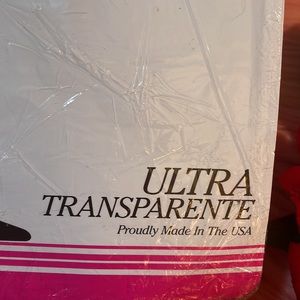 ULTRA
TRANSPARENTE
Proudly Made In The USA